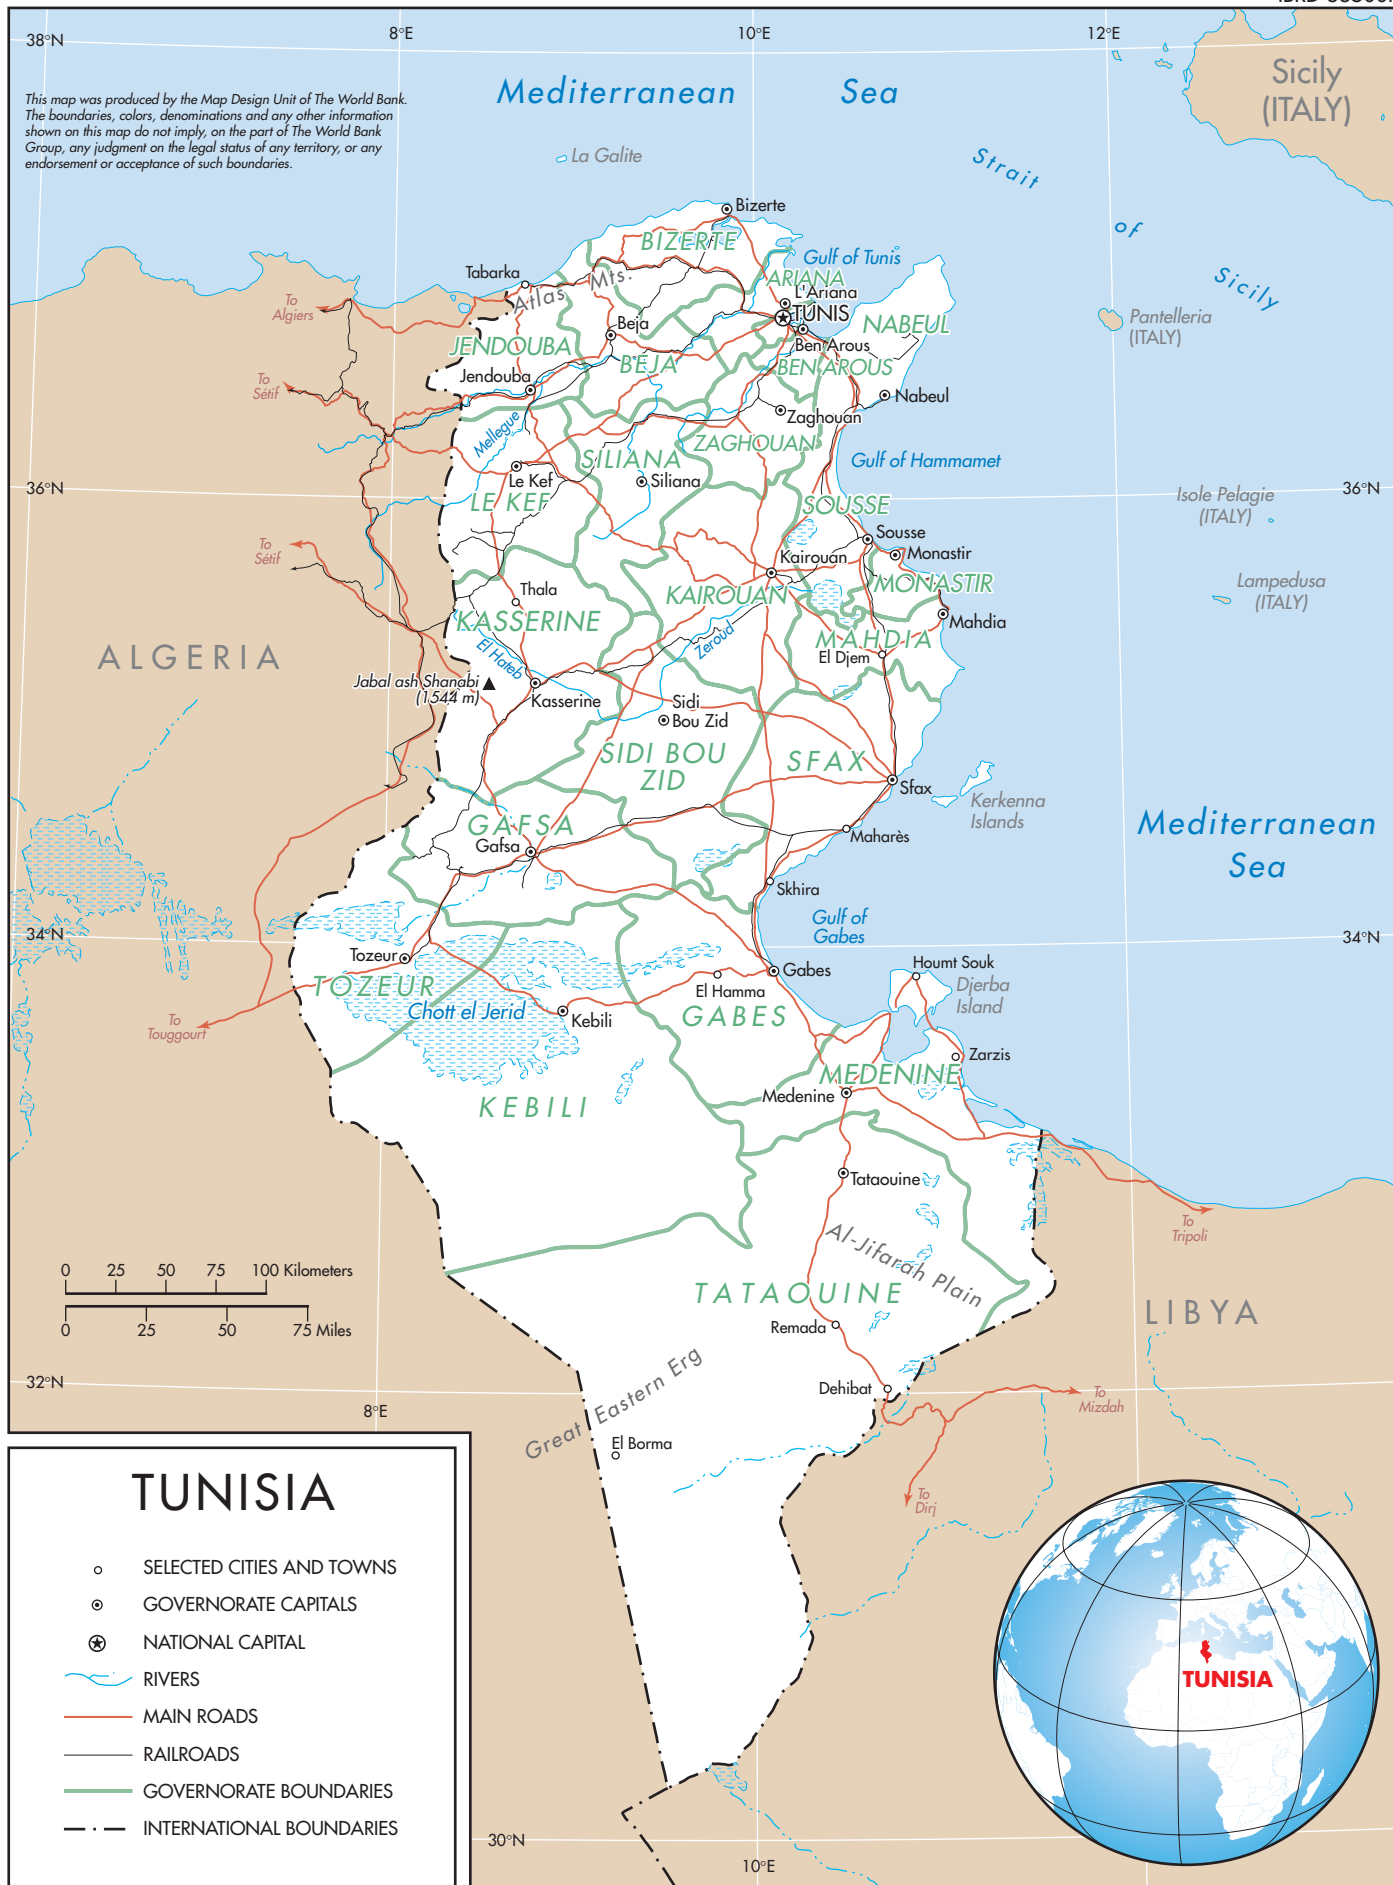 38°N
8°E
10°E
12°E
This map was produced by the Map Design Unit of The World Bank.
The boundaries, colors, denominations and any other information
shown on this map do not imply, on the part of The World Bank
Group, any judgment on the legal status of any territory, or any
endorsement or acceptance of such boundaries.
Mediterranean Sea
Sicily
(ITALY)
La Galite
Strait
of
Sicily
Bizerte
BIZERTE
Gulf of Tunis
Tabarka
Atlas Mts.
ARIANA
L'Ariana
TUNIS
To
Algiers
Beja
Ben Arous
NABEUL
Pantelleria
(ITALY)
JENDOUBA
BEJA
BEN AROUS
To
Sétif
Jendouba
Nabeul
Zaghouan
Mellegue
ZAGHOUAN
SILIANA
Gulf of Hammamet
Le Kef
Siliana
36°N
36°N
LE KEF
SOUSSE
Isole Pelagie
(ITALY)
Sousse
To
Sétif
Kairouan
Monastir
Thala
KAIROUAN
MONASTIR
Lampedusa
(ITALY)
KASSERINE
Mahdia
El Hateb
Zeroud
MAHDIA
El Djem
ALGERIA
Jabal ash Shanabi
(1544 m)
Kasserine
Sidi
Bou Zid
SIDI BOU
ZID
SFAX
Sfax
Kerkenna
Islands
Mediterranean
Sea
GAFSA
Gafsa
Maharès
Skhira
Gulf of
Gabes
34°N
34°N
Tozeur
TOZEUR
Chott el Jerid
Kebili
El Hamma
Gabes
GABES
Houmt Souk
Djerba
Island
To
Touggourt
Zarzis
MEDENINE
Medenine
KEBILI
Tataouine
To
Tripoli
Al-Jifarah Plain
0 25 50 75 100 Kilometers
0 25 50 75 Miles
TATAOUINE
LIBYA
Remada
Great Eastern Erg
Dehibat
32°N
8°E
To
Mizdah
El Borma
To
Dirj
TUNISIA
SELECTED CITIES AND TOWNS
GOVERNORATE CAPITALS
NATIONAL CAPITAL
RIVERS
MAIN ROADS
RAILROADS
GOVERNORATE BOUNDARIES
INTERNATIONAL BOUNDARIES
TUNISIA
30°N
10°E